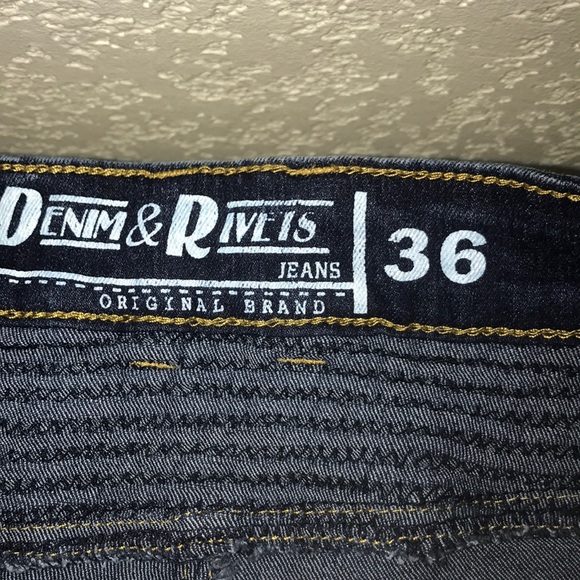 DENIM & RIVETS
JEANS
ORIGINAL BRAND
36